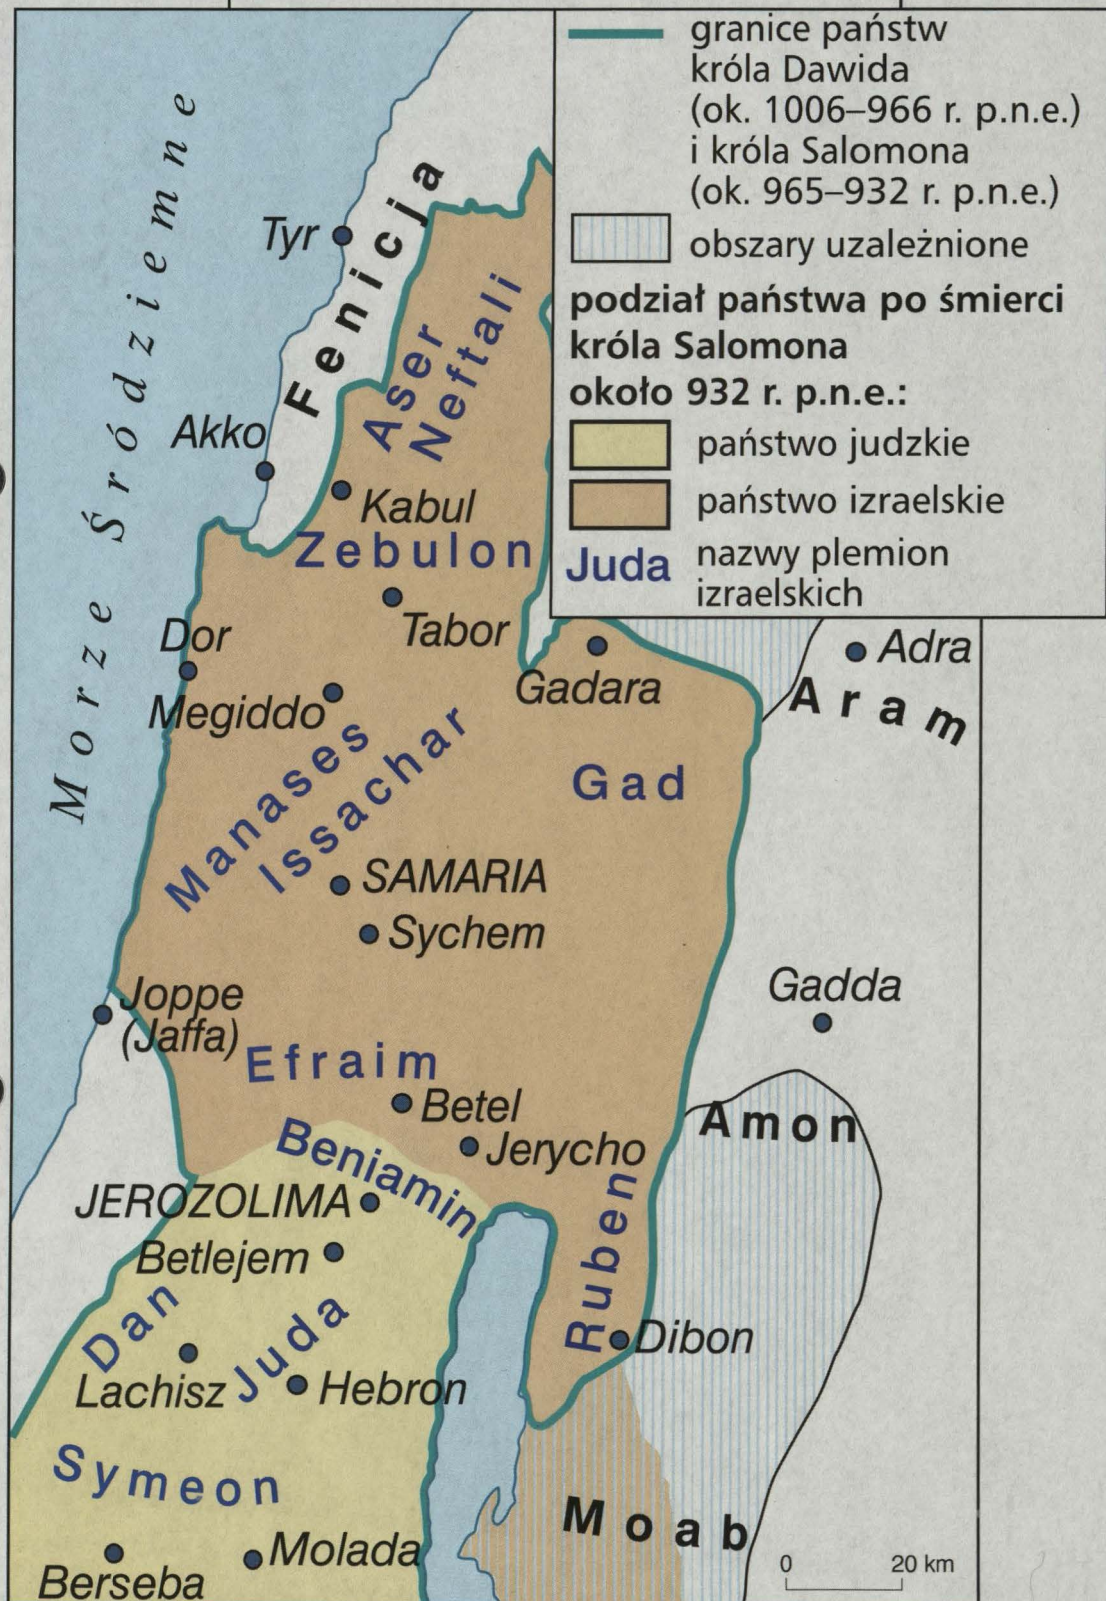 granice państw
króla Dawida
(ok. 1006–966 r. p.n.e.)
i króla Salomona
(ok. 965–932 r. p.n.e.)
obszary uzależnione
podział państwa po śmierci
króla Salomona
około 932 r. p.n.e.:
państwo judzkie
państwo izraelskie
Juda
nazwy plemion
izraelskich
Morze Śródziemne
Fenicja
Tyr
Aser
Neftali
Akko
Kabul
Zebulon
Tabor
Dor
Megiddo
Gadara
Adra
Aram
Manases
Issachar
Gad
SAMARIA
Sychem
Gadda
Joppe
(Jaffa)
Efraim
Betel
Amon
Beniamin
Jerycho
JEROZOLIMA
Betlejem
Ruben
Dan
Juda
Dibon
Lachisz
Hebron
Symeon
Moab
Molada
Berseba
0 20 km